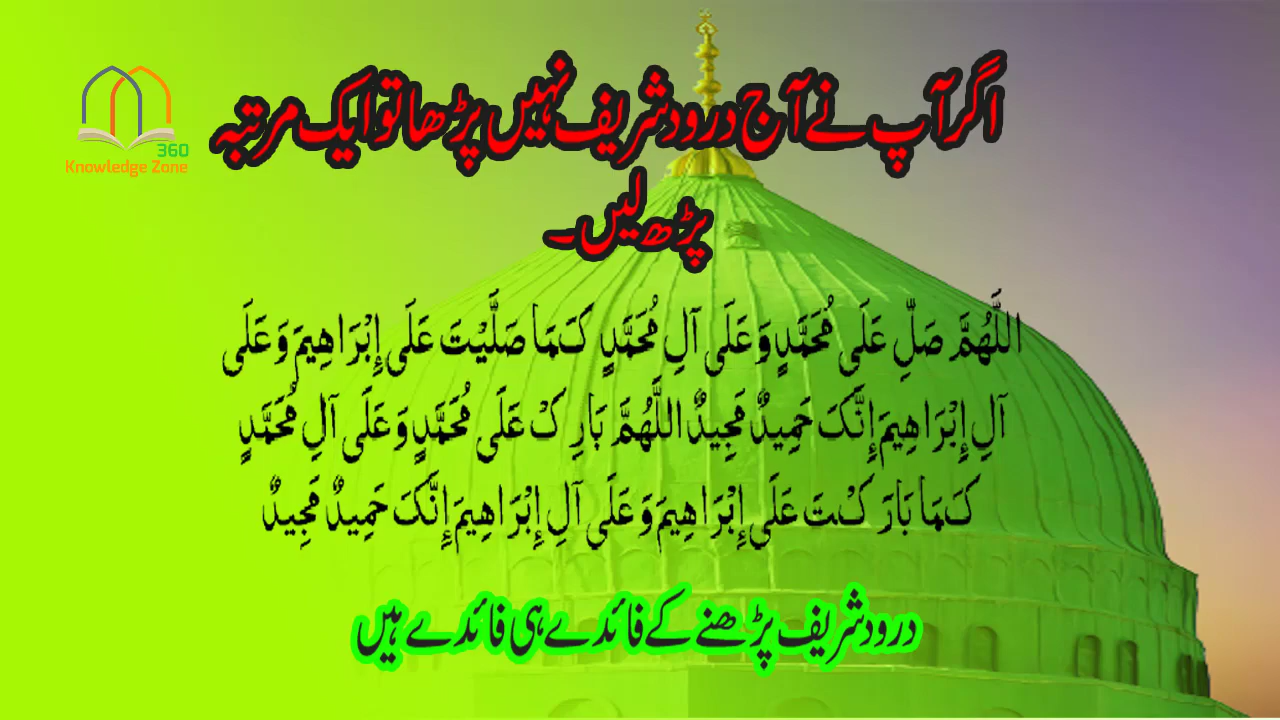 اگر آپ نے آج درود شریف نہیں پڑھا تو ایک مرتبہ
پڑھ لیں۔
360
Knowledge Zone
اللَّهُمَّ صَلِّ عَلَى مُحَمَّدٍ وَعَلَى آلِ مُحَمَّدٍ كَمَا صَلَّيْتَ عَلَى إِبْرَاهِيمَ وَعَلَى
آلِ إِبْرَاهِيمَ إِنَّكَ حَمِيدٌ مَجِيدٌ اللَّهُمَّ بَارِكْ عَلَى مُحَمَّدٍ وَعَلَى آلِ مُحَمَّدٍ
كَمَا بَارَكْتَ عَلَى إِبْرَاهِيمَ وَعَلَى آلِ إِبْرَاهِيمَ إِنَّكَ حَمِيدٌ مَجِيدٌ
درود شریف پڑھنے کے فائدے ہی فائدے ہیں